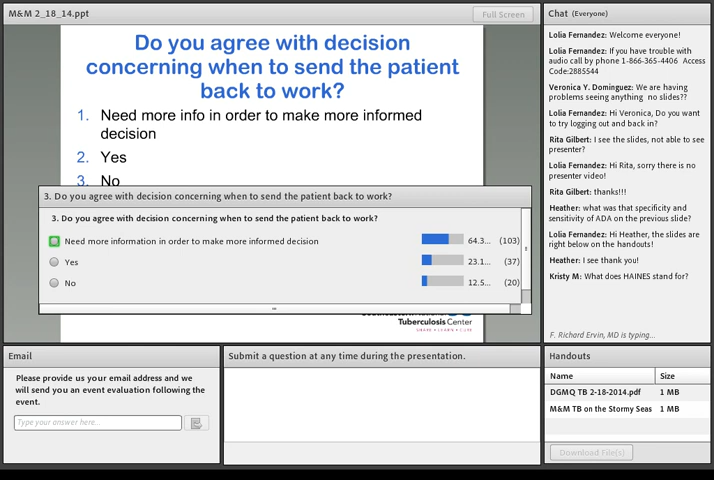 M&M 2_18_14.ppt
Full Screen
Do you agree with decision
concerning when to send the patient
back to work?
1. Need more info in order to make more informed
decision
2. Yes
3. No
3. Do you agree with decision concerning when to send the patient back to work?
3. Do you agree with decision concerning when to send the patient back to work?
Need more information in order to make more informed decision 64.3... (103)
Yes 23.1... (37)
No 12.5... (20)
Tuberculosis Center
Chat (Everyone)
Lolia Fernandez: Welcome everyone!
Lolia Fernandez: If you have trouble with
audio call by phone 1-866-365-4406 Access
Code:2885544
Veronica Y. Dominguez: We are having
problems seeing anything no slides??
Lolia Fernandez: Hi Veronica, Do you want
to try logging out and back in?
Rita Gilbert: I see the slides, not able to see
presenter?
Lolia Fernandez: Hi Rita, sorry there is no
presenter video!
Rita Gilbert: thanks!!!
Heather: what was that specificity and
sensitivity of ADA on the previous slide?
Lolia Fernandez: Hi Heather, the slides are
right below on the handouts!
Heather: I see thank you!
Kristy M: What does HAINES stand for?
F. Richard Ervin, MD is typing...
Email
Please provide us your email address and we
will send you an event evaluation following the
event.
Type your answer here...
Submit a question at any time during the presentation.
Handouts
Name Size
DGMQ TB 2-18-2014.pdf 1 MB
M&M TB on the Stormy Seas 1 MB
Download File(s)